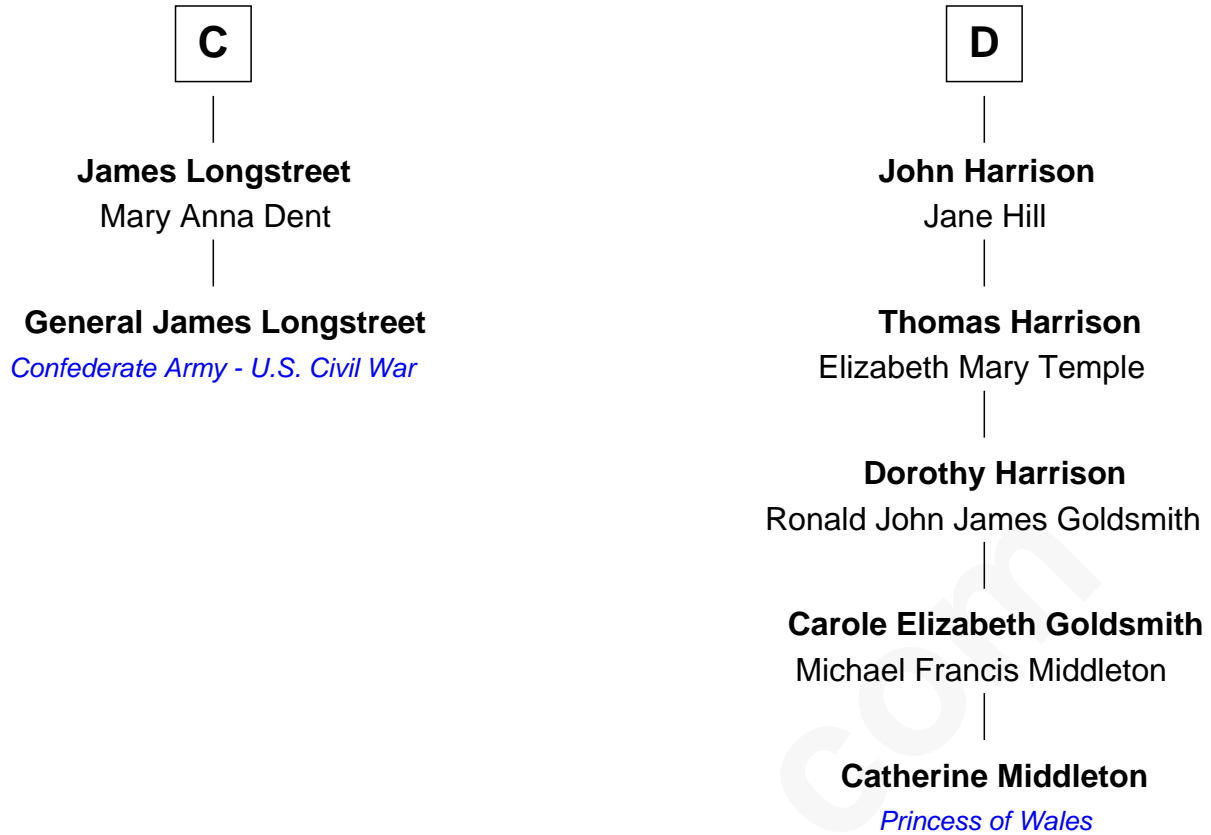 C
James Longstreet
Mary Anna Dent
General James Longstreet
Confederate Army - U.S. Civil War
D
John Harrison
Jane Hill
Thomas Harrison
Elizabeth Mary Temple
Dorothy Harrison
Ronald John James Goldsmith
Carole Elizabeth Goldsmith
Michael Francis Middleton
Catherine Middleton
Princess of Wales
com